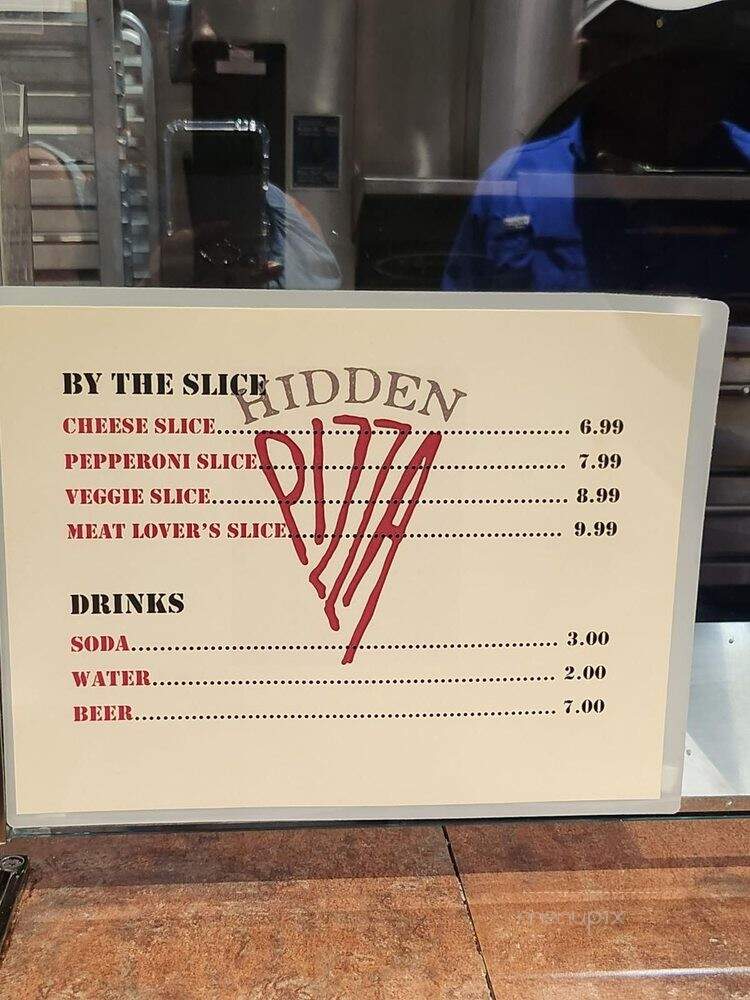 BY THE SLICE
HIDDEN
PIZZA
CHEESE SLICE........................................ 6.99
PEPPERONI SLICE........................................ 7.99
VEGGIE SLICE........................................ 8.99
MEAT LOVER'S SLICE........................................ 9.99
DRINKS
SODA........................................ 3.00
WATER........................................ 2.00
BEER........................................ 7.00
menupix